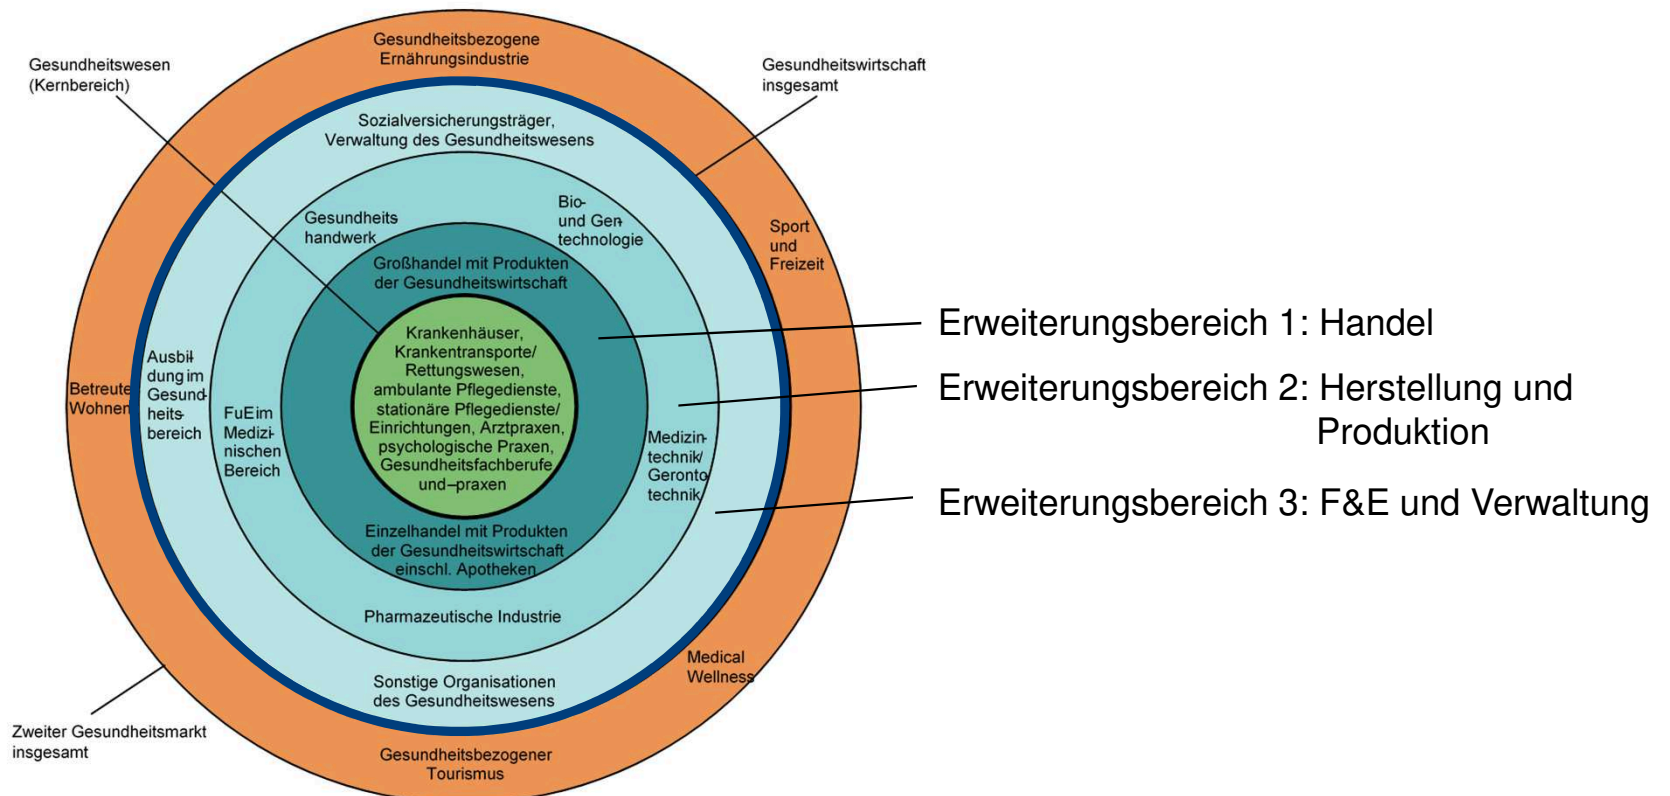 Gesundheitsbezogene
Ernährungsindustrie
Gesundheitswesen
(Kernbereich)
Gesundheitswirtschaft
insgesamt
Sozialversicherungsträger,
Verwaltung des Gesundheitswesens
Gesundheits-
handwerk
Bio-
und Gen-
technologie
Sport
und
Freizeit
Großhandel mit Produkten
der Gesundheitswirtschaft
Krankenhäuser,
Krankentransporte/
Rettungswesen,
ambulante Pflegedienste,
stationäre Pflegedienste/
Einrichtungen, Arztpraxen,
psychologische Praxen,
Gesundheitsfachberufe
und–praxen
Ausbil-
dung im
Gesund-
heits-
bereich
Betreutes
Wohnen
FuE im
Medizi-
nischen
Bereich
Medizin-
technik/
Geronto-
technik
Einzelhandel mit Produkten
der Gesundheitswirtschaft
einschl. Apotheken
Pharmazeutische Industrie
Sonstige Organisationen
des Gesundheitswesens
Medical
Wellness
Zweiter Gesundheitsmarkt
insgesamt
Gesundheitsbezogener
Tourismus
Erweiterungsbereich 1: Handel
Erweiterungsbereich 2: Herstellung und
Produktion
Erweiterungsbereich 3: F&E und Verwaltung